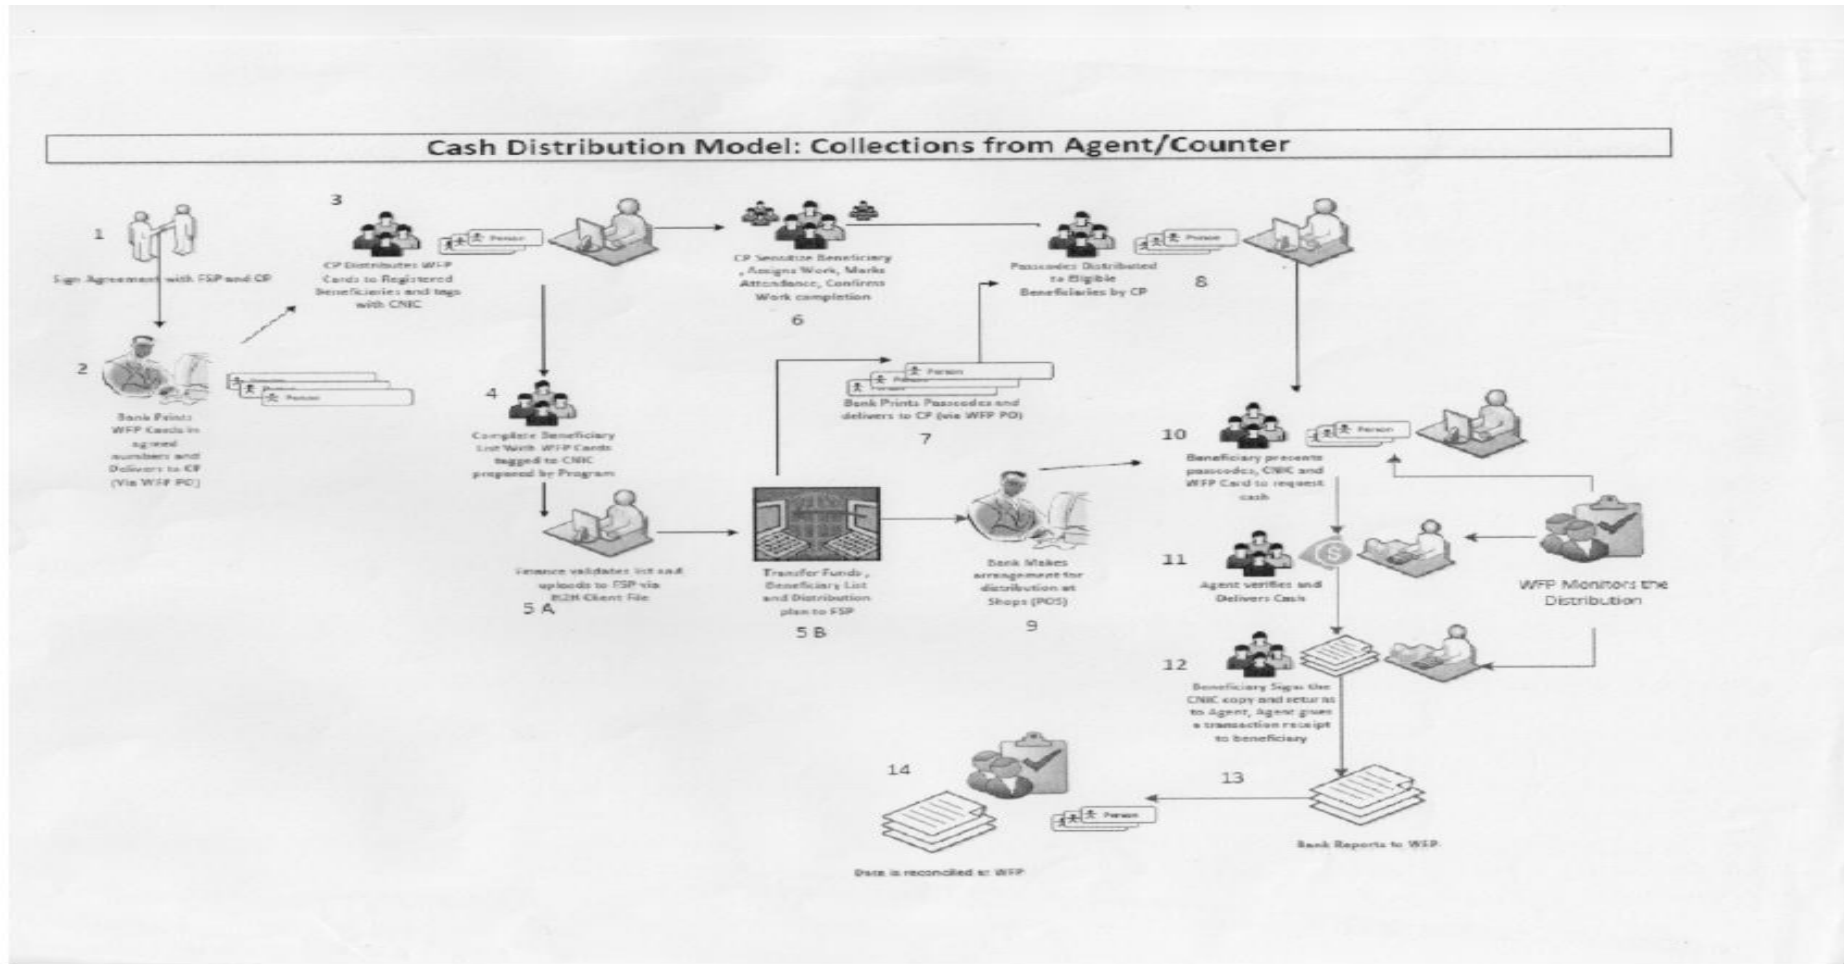 Cash Distribution Model: Collections from Agent/Counter
1
Sign Agreement with FSP and CP
2
Bank Prints
WFP Cards in
agreed
numbers and
Delivers to CP
(Via WFP PO)
Person
3
CP Distributes WFP
Cards to Registered
Beneficiaries and tags
with CNIC
Person
4
Complete Beneficiary
List With WFP Cards
tagged to CNIC
prepared by Program
Finance validates list and
uploads to FSP via
H2H Client File
5 A
Transfer Funds,
Beneficiary List
and Distribution
plan to FSP
5 B
CP Sensitize Beneficiary
, Assigns Work, Marks
Attendance, Confirms
Work completion
6
Person
Person
Bank Prints Passcodes and
delivers to CP (via WFP PO)
7
Person
Passcodes Distributed
to Eligible
Beneficiaries by CP
8
Bank Makes
arrangement for
distribution at
Shops (POS)
9
10
Person
Beneficiary presents
passcodes, CNIC and
WFP Card to request
cash
11
$
Agent verifies and
Delivers Cash
WFP Monitors the
Distribution
12
Beneficiary Signs the
CNIC copy and returns
to Agent, Agent gives
a transaction receipt
to beneficiary
13
Bank Reports to WFP.
14
Person
Data is reconciled at WFP